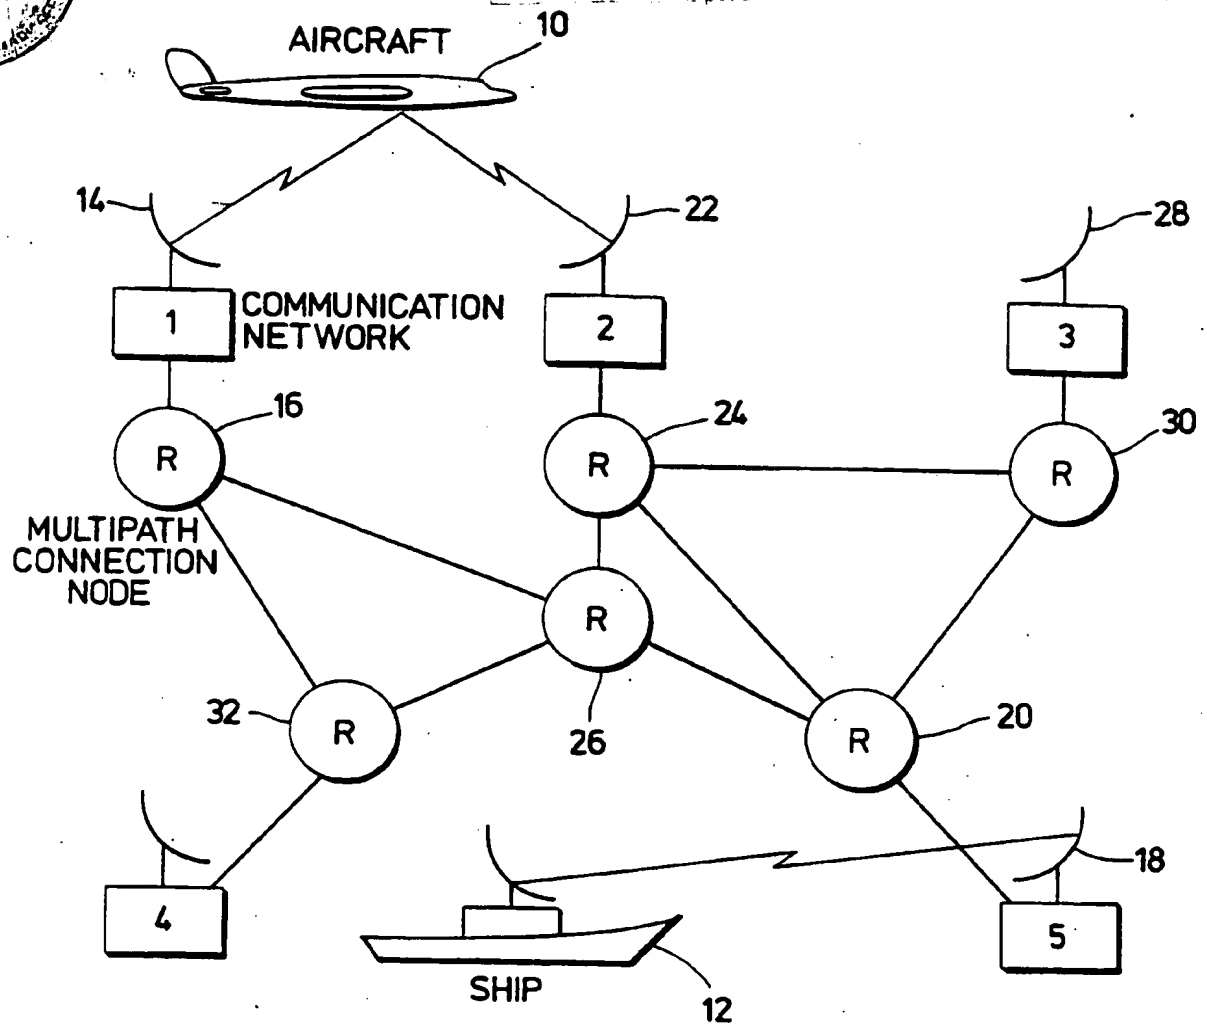 10
AIRCRAFT
14
22
28
1
COMMUNICATION
NETWORK
2
3
16
24
30
R
R
R
MULTIPATH
CONNECTION
NODE
R
32
R
26
R
20
18
4
5
SHIP
12